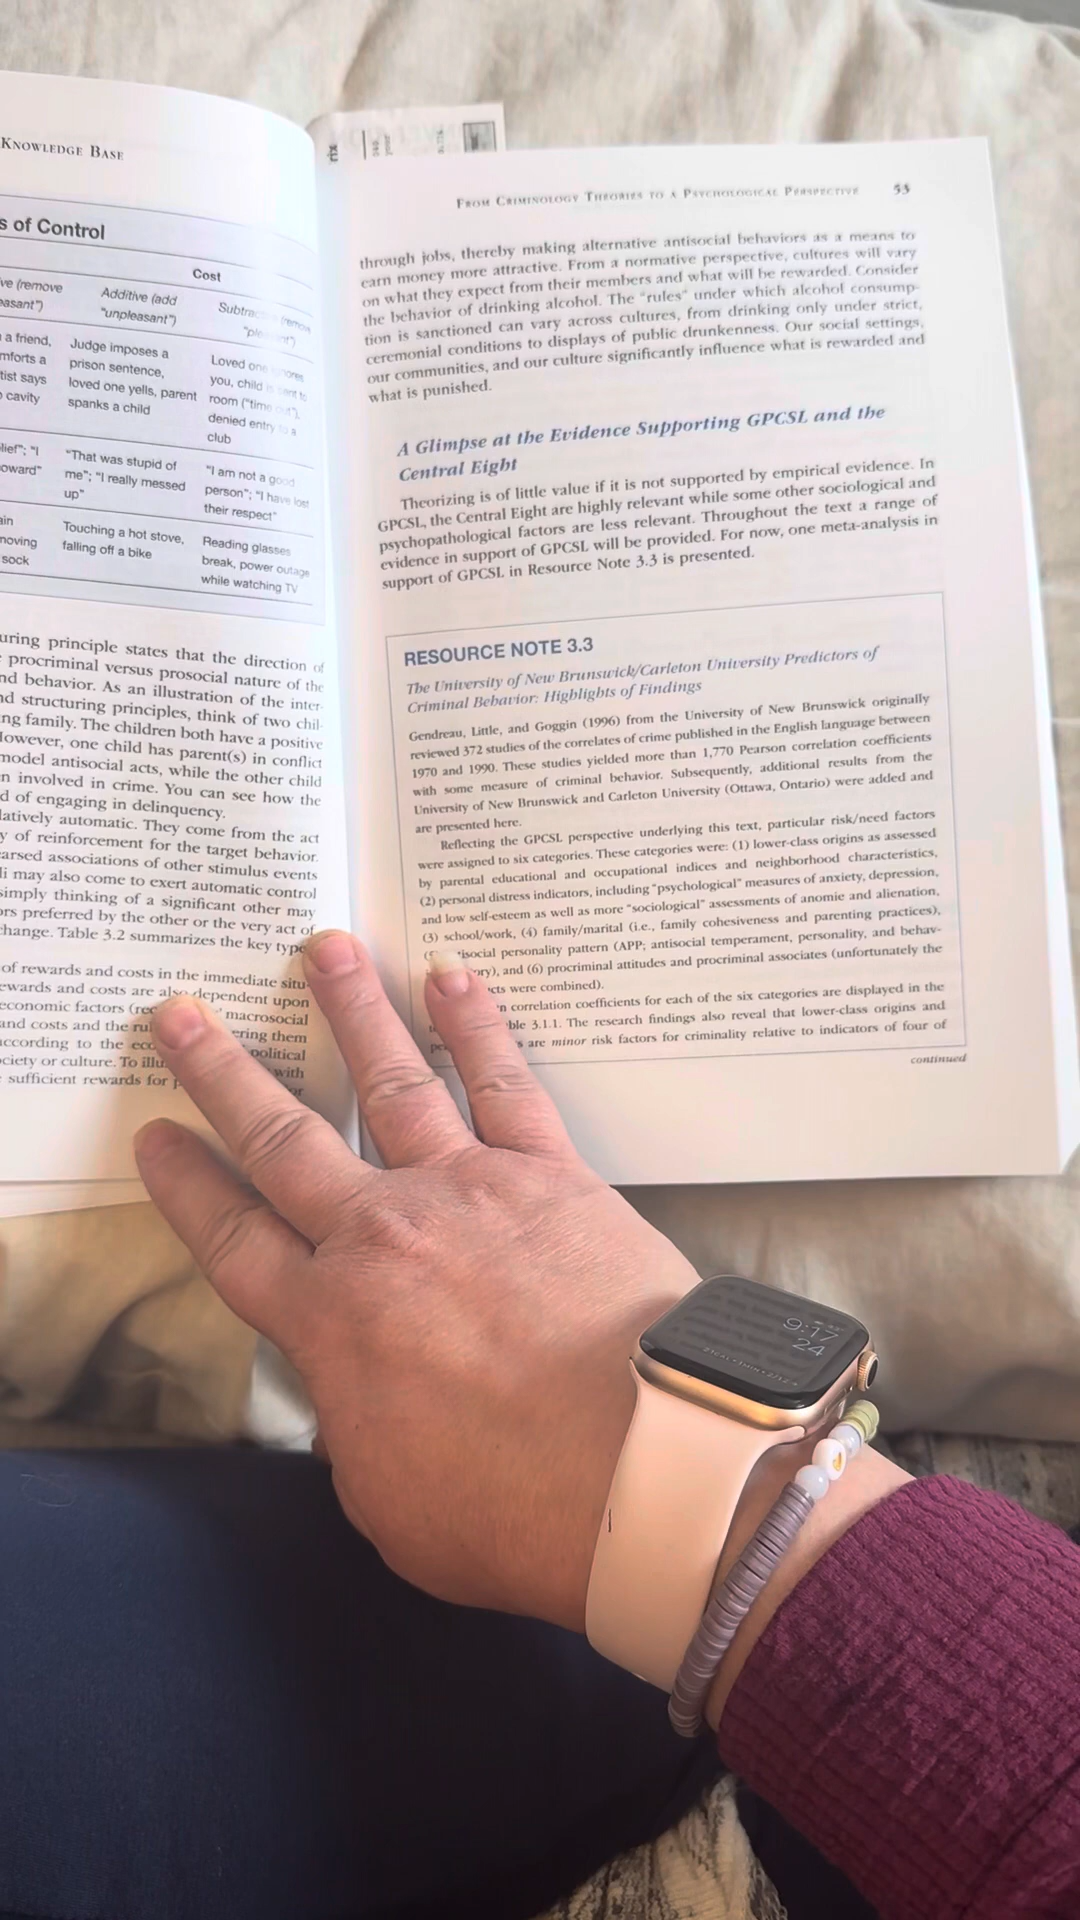 KNOWLEDGE BASE
s of Control
Cost
ve (remove
easant")
Additive (add
"unpleasant")
Subtrac (remove
a friend,
mforts a
tist says
cavity
Judge imposes a
prison sentence,
loved one yells, parent
spanks a child
Loved one
you, child is sent to
room ("time out"),
denied entry to a
club
lief"; "I
oward"
"That was stupid of
me"; "I really messed
up"
"I am not a good
person"; "I have lost
their respect"
ain
moving
sock
Touching a hot stove,
falling off a bike
Reading glasses
break, power outage
while watching TV
uring principle states that the direction of
procriminal versus prosocial nature of the
nd behavior. As an illustration of the inter-
nd structuring principles, think of two chil-
ng family. The children both have a positive
However, one child has parent(s) in conflict
model antisocial acts, while the other child
n involved in crime. You can see how the
d of engaging in delinquency.
latively automatic. They come from the act
y of reinforcement for the target behavior.
earsed associations of other stimulus events
li may also come to exert automatic control
simply thinking of a significant other may
ors preferred by the other or the very act of
change. Table 3.2 summarizes the key type
of rewards and costs in the immediate situ-
ewards and costs are also dependent upon
economic factors macrosocial
and costs and the ering them
according to the political
ciety or culture. To with
sufficient rewards for
or
FROM CRIMINOLOGY THEORIES TO A PSYCHOLOGICAL PERSPECTIVE 55
through jobs, thereby making alternative antisocial behaviors as a means to
earn money more attractive. From a normative perspective, cultures will vary
on what they expect from their members and what will be rewarded. Consider
the behavior of drinking alcohol. The "rules" under which alcohol consump-
tion is sanctioned can vary across cultures, from drinking only under strict,
ceremonial conditions to displays of public drunkenness. Our social settings,
our communities, and our culture significantly influence what is rewarded and
what is punished.
A Glimpse at the Evidence Supporting GPCSL and the
Central Eight
Theorizing is of little value if it is not supported by empirical evidence. In
GPCSL, the Central Eight are highly relevant while some other sociological and
psychopathological factors are less relevant. Throughout the text a range of
evidence in support of GPCSL will be provided. For now, one meta-analysis in
support of GPCSL in Resource Note 3.3 is presented.
RESOURCE NOTE 3.3
The University of New Brunswick/Carleton University Predictors of
Criminal Behavior: Highlights of Findings
Gendreau, Little, and Goggin (1996) from the University of New Brunswick originally
reviewed 372 studies of the correlates of crime published in the English language between
1970 and 1990. These studies yielded more than 1,770 Pearson correlation coefficients
with some measure of criminal behavior. Subsequently, additional results from the
University of New Brunswick and Carleton University (Ottawa, Ontario) were added and
are presented here.
Reflecting the GPCSL perspective underlying this text, particular risk/need factors
were assigned to six categories. These categories were: (1) lower-class origins as assessed
by parental educational and occupational indices and neighborhood characteristics,
(2) personal distress indicators, including "psychological" measures of anxiety, depression,
and low self-esteem as well as more "sociological" assessments of anomie and alienation,
(3) school/work, (4) family/marital (i.e., family cohesiveness and parenting practices),
tisocial personality pattern (APP; antisocial temperament, personality, and behav-
ory), and (6) procriminal attitudes and procriminal associates (unfortunately the
cts were combined).
n correlation coefficients for each of the six categories are displayed in the
ble 3.1.1. The research findings also reveal that lower-class origins and
s are minor risk factors for criminality relative to indicators of four of
continued
9:17
24